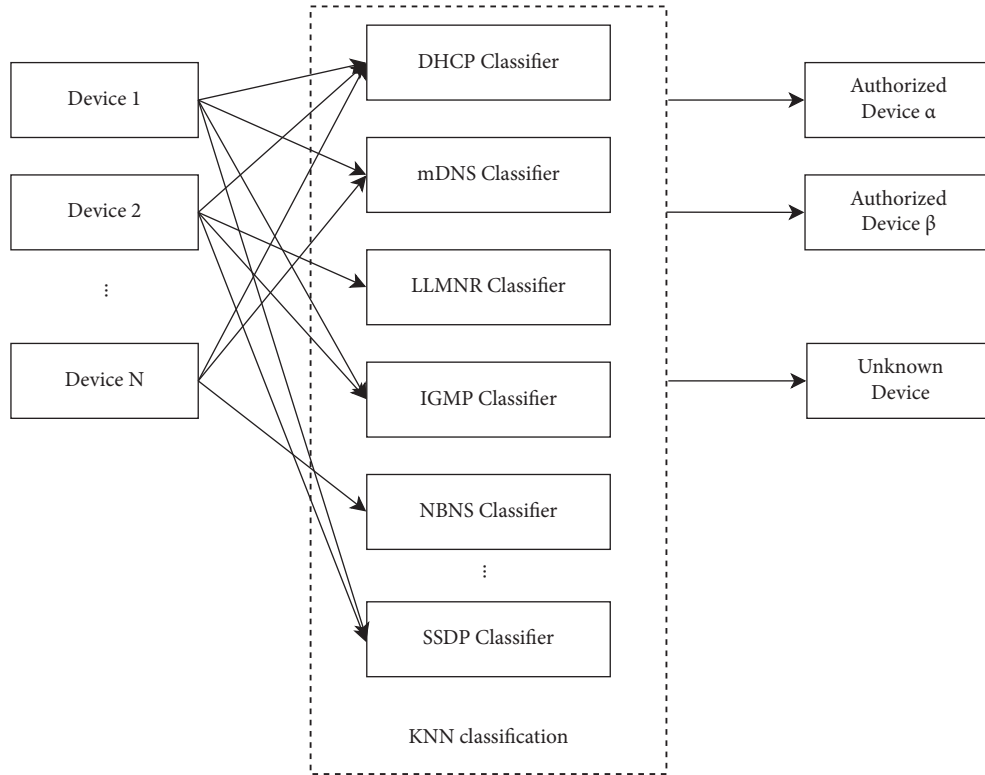 Device 1
Device 2
...
Device N
DHCP Classifier
mDNS Classifier
LLMNR Classifier
IGMP Classifier
NBNS Classifier
...
SSDP Classifier
KNN classification
Authorized
Device α
Authorized
Device β
Unknown
Device